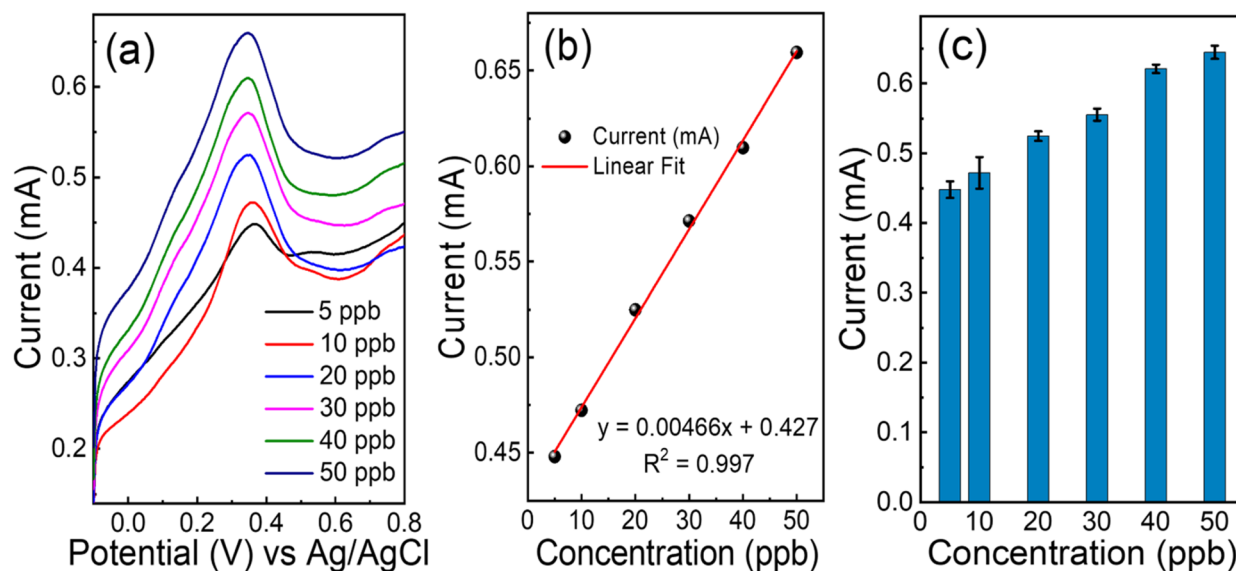 (a)
0.6
0.5
0.4
0.3
0.2
Current (mA)
5 ppb
10 ppb
20 ppb
30 ppb
40 ppb
50 ppb
0.0 0.2 0.4 0.6 0.8
Potential (V) vs Ag/AgCl
(b)
0.65
0.60
0.55
0.50
0.45
Current (mA)
Current (mA)
Linear Fit
y = 0.00466x + 0.427
R² = 0.997
0 10 20 30 40 50
Concentration (ppb)
(c)
0.6
0.5
0.4
0.3
0.2
0.1
0.0
Current (mA)
0 10 20 30 40 50
Concentration (ppb)